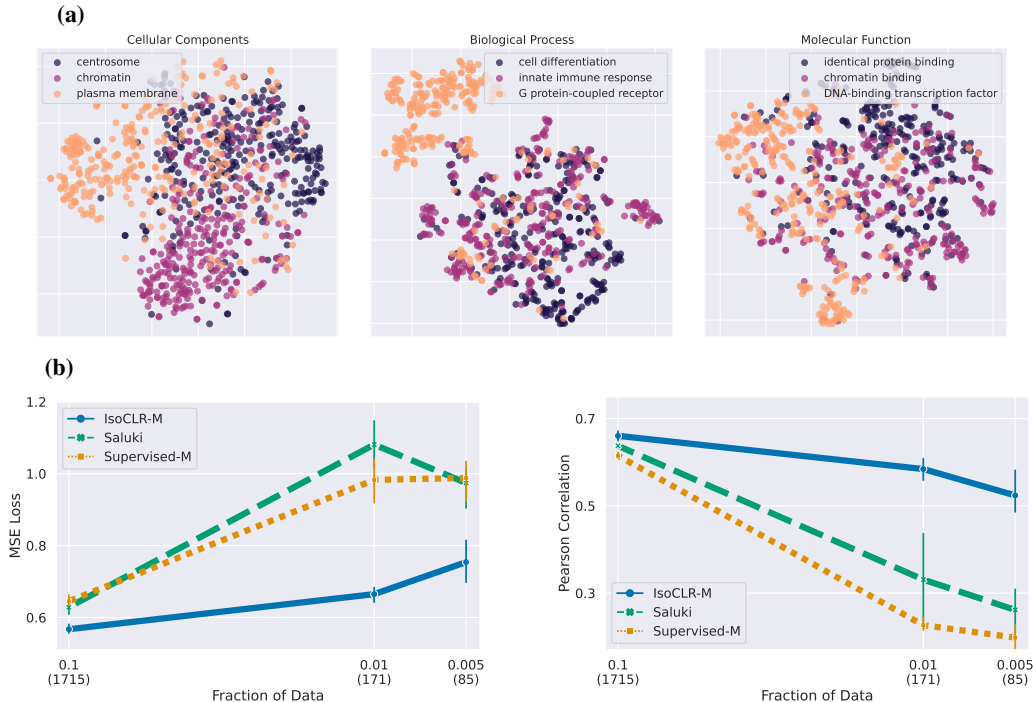 (a)
Cellular Components
centrosome
chromatin
plasma membrane
Biological Process
cell differentiation
innate immune response
G protein-coupled receptor
Molecular Function
identical protein binding
chromatin binding
DNA-binding transcription factor
(b)
MSE Loss
1.2
1.0
0.8
0.6
IsoCLR-M
Saluki
Supervised-M
0.1
(1715)
0.01
(171)
0.005
(85)
Fraction of Data
Pearson Correlation
0.7
0.5
0.3
IsoCLR-M
Saluki
Supervised-M
0.1
(1715)
0.01
(171)
0.005
(85)
Fraction of Data